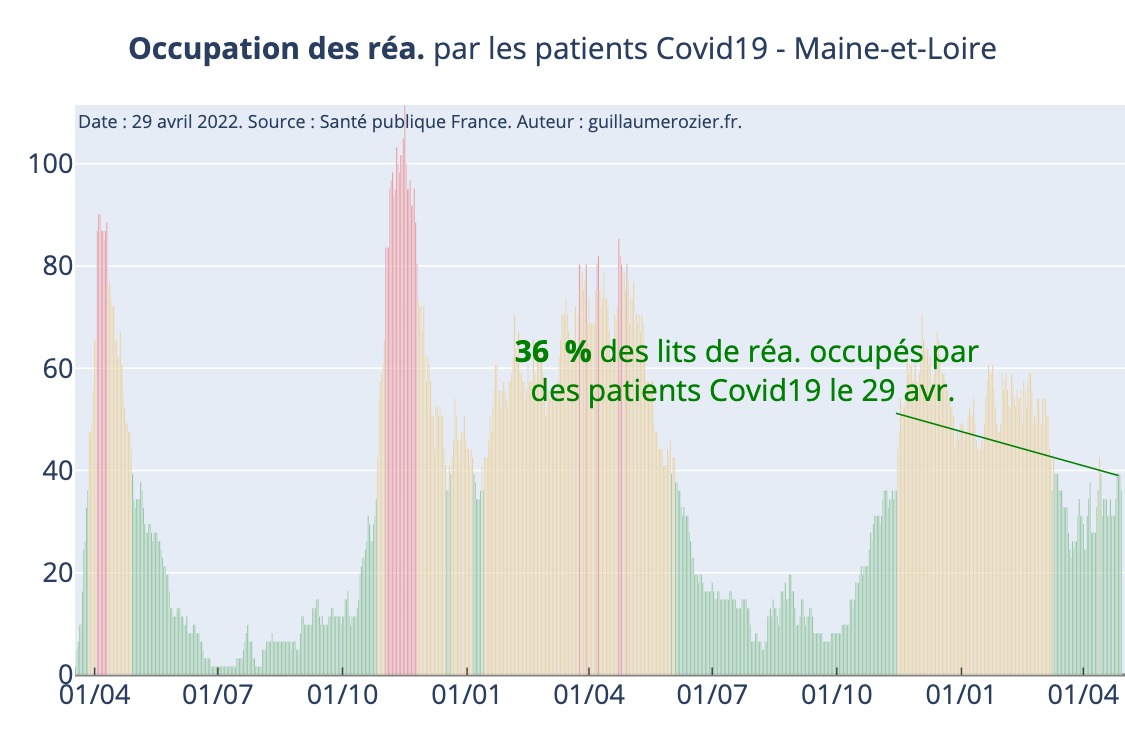 Occupation des réa. par les patients Covid19 - Maine-et-Loire
Date : 29 avril 2022. Source : Santé publique France. Auteur : guillaumerozier.fr.
100
80
60
40
20
0
36 % des lits de réa. occupés par
des patients Covid19 le 29 avr.
01/04 01/07 01/10 01/01 01/04 01/07 01/10 01/01 01/04